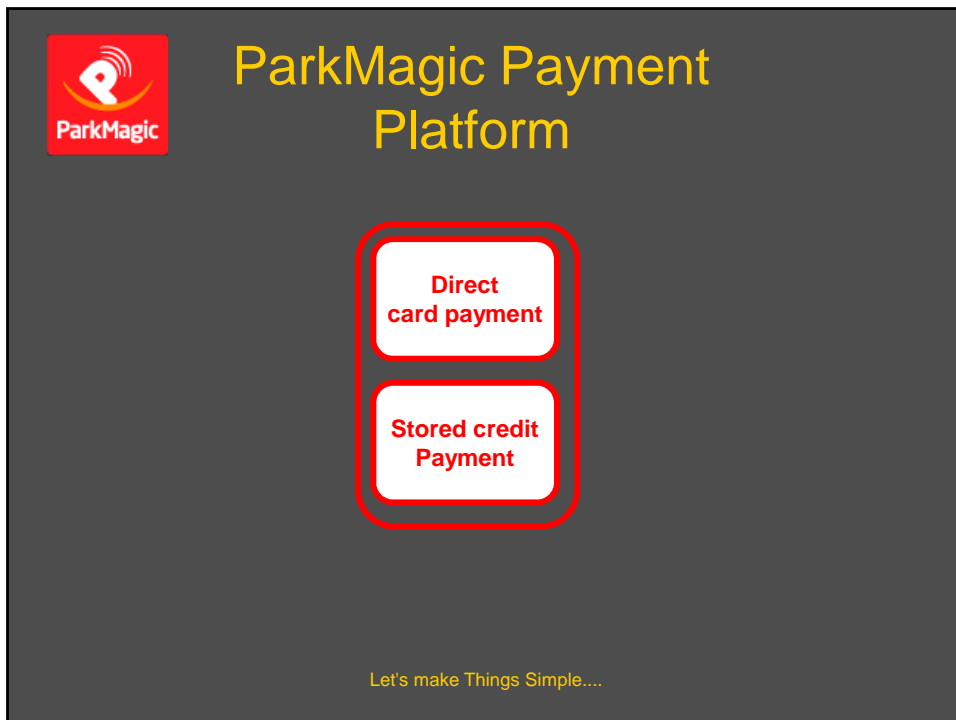 ParkMagic
ParkMagic Payment
Platform
Direct
card payment
Stored credit
Payment
Let's make Things Simple....